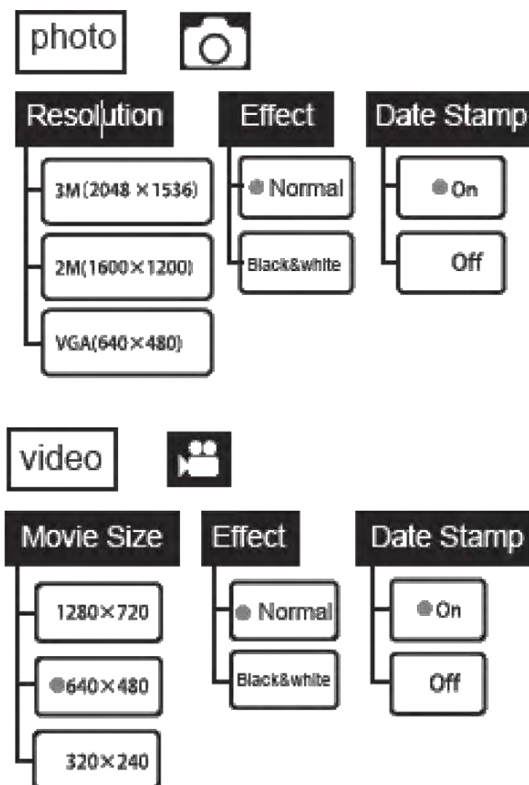 photo
Resolution Effect Date Stamp
3M(2048×1536) Normal On
2M(1600×1200) Black&white Off
VGA(640×480)
video
Movie Size Effect Date Stamp
1280×720 Normal On
640×480 Black&white Off
320×240